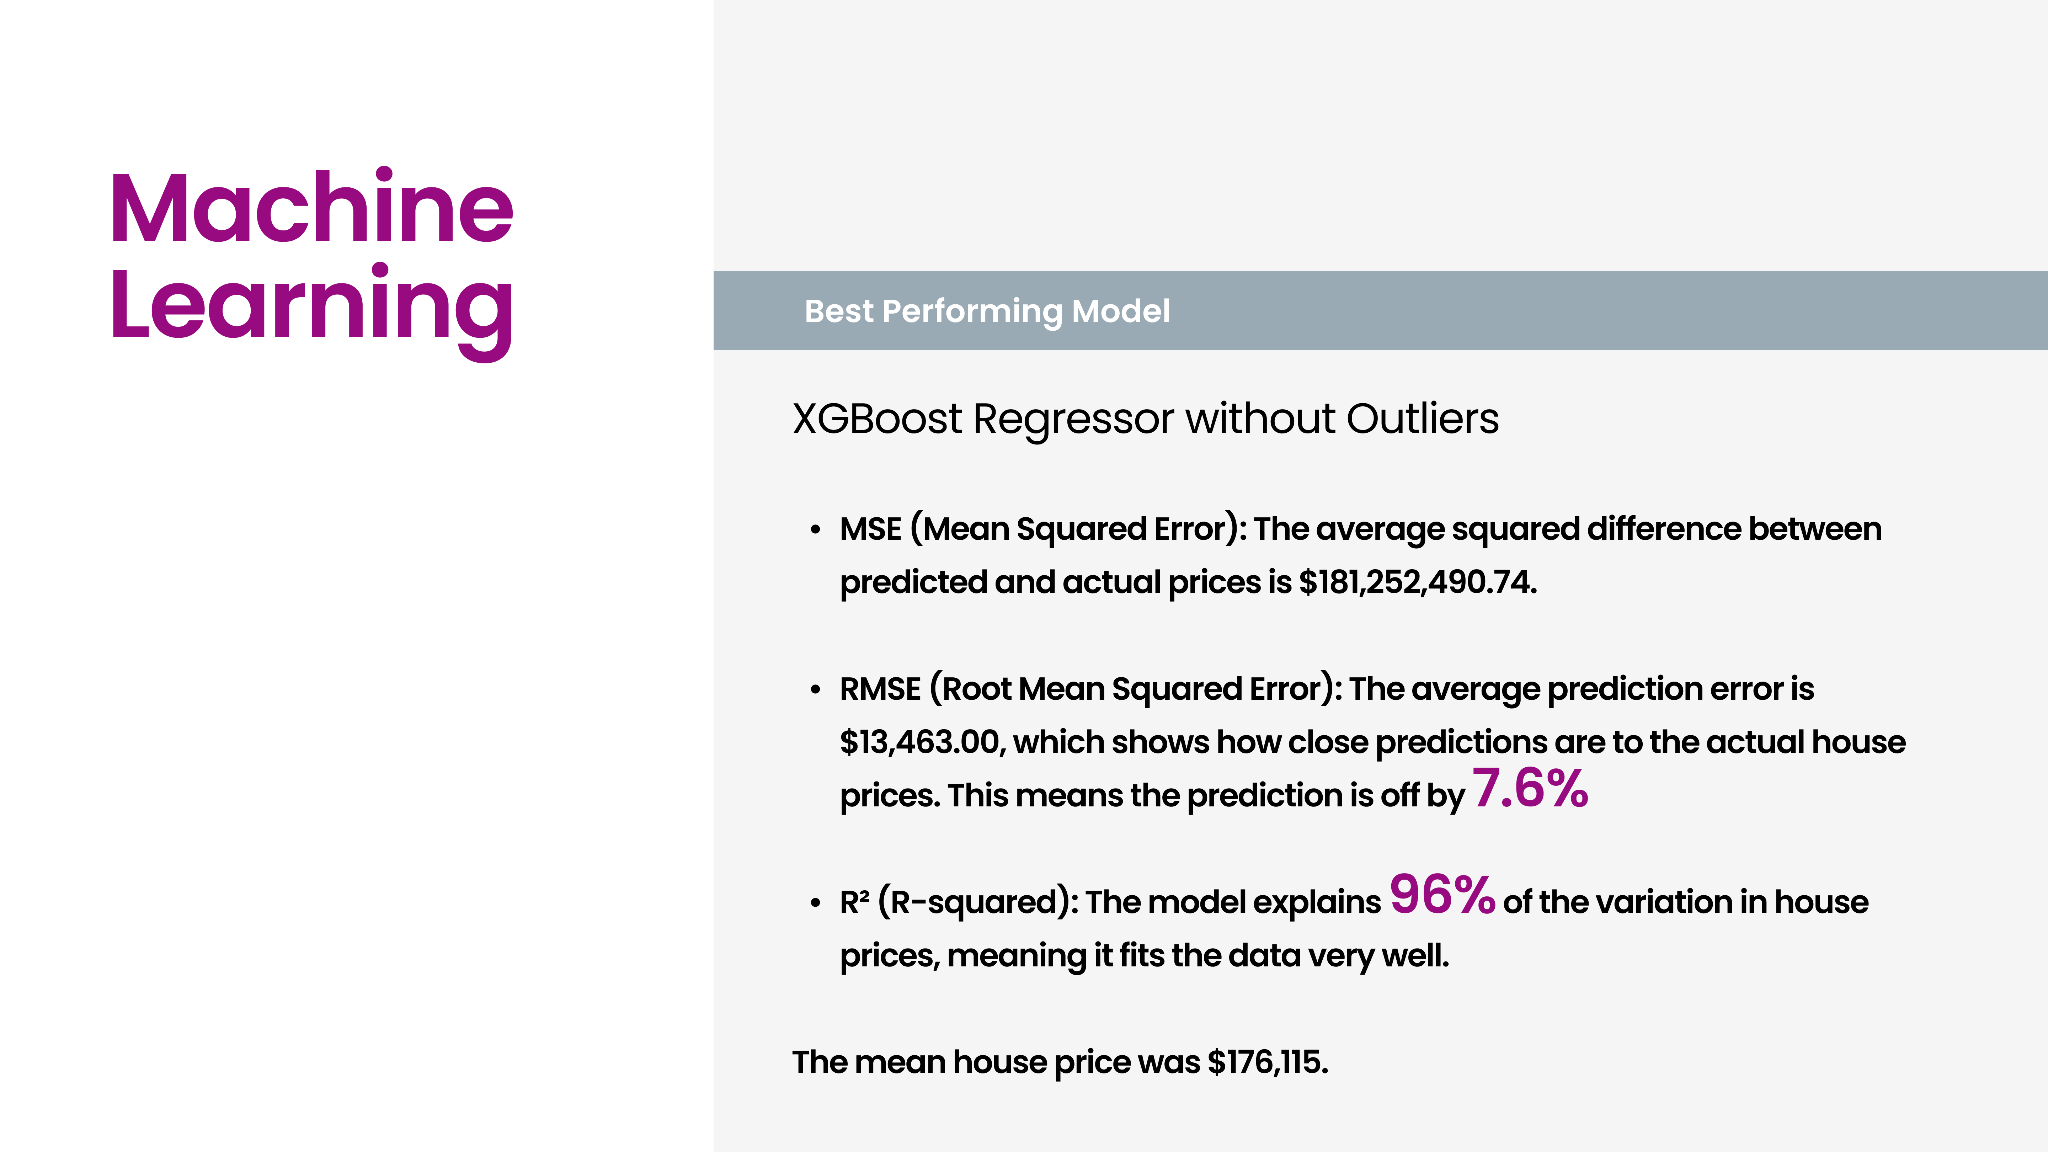 Machine
Learning
Best Performing Model
XGBoost Regressor without Outliers
• MSE (Mean Squared Error): The average squared difference between
predicted and actual prices is $181,252,490.74.
• RMSE (Root Mean Squared Error): The average prediction error is
$13,463.00, which shows how close predictions are to the actual house
prices. This means the prediction is off by 7.6%
• R² (R-squared): The model explains 96% of the variation in house
prices, meaning it fits the data very well.
The mean house price was $176,115.